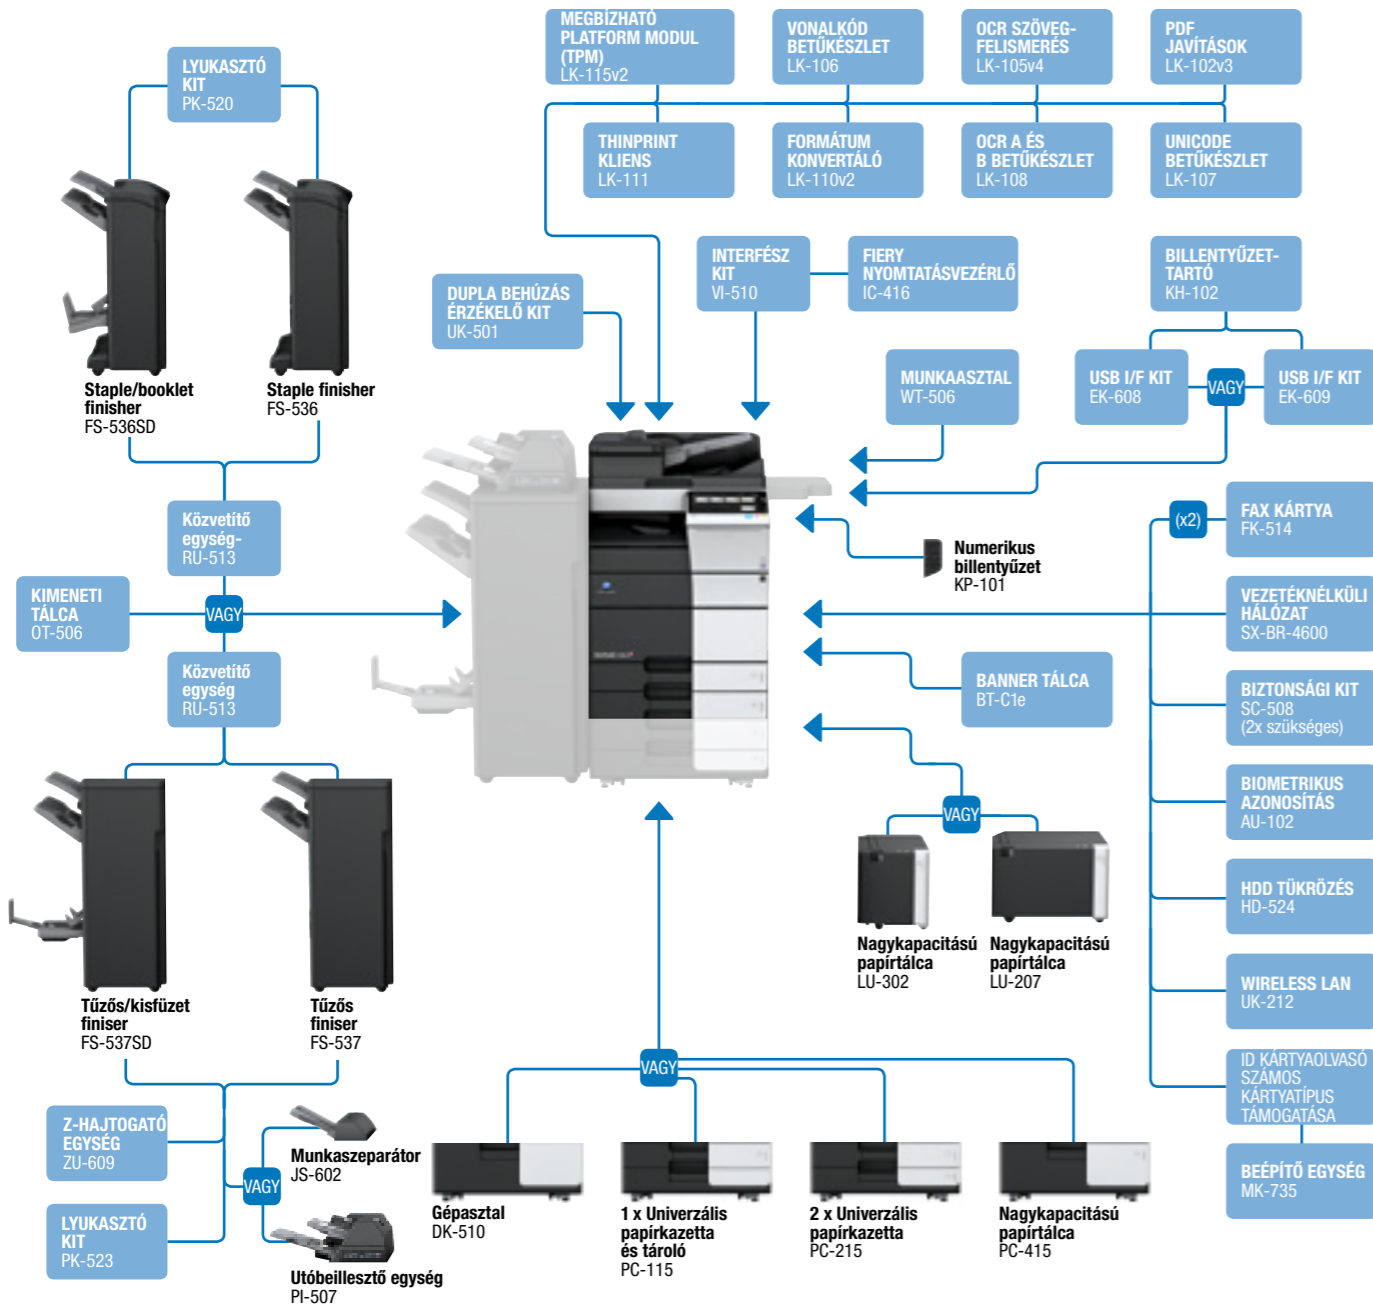 MEGBÍZHATÓ
PLATFORM MODUL
(TPM)
LK-115v2
VONALKÓD
BETŰKÉSZLET
LK-106
OCR SZÖVEG-
FELISMERÉS
LK-105v4
PDF
JAVÍTÁSOK
LK-102v3
LYUKASZTÓ
KIT
PK-520
THINPRINT
KLIENS
LK-111
FORMÁTUM
KONVERTÁLÓ
LK-110v2
OCR A ÉS
B BETŰKÉSZLET
LK-108
UNICODE
BETŰKÉSZLET
LK-107
INTERFÉSZ
KIT
VI-510
FIERY
NYOMTATÁSVEZÉRLŐ
IC-416
BILLENTYŰZET-
TARTÓ
KH-102
DUPLA BEHÚZÁS
ÉRZÉKELŐ KIT
UK-501
MUNKAASZTAL
WT-506
USB I/F KIT
EK-608
VAGY
USB I/F KIT
EK-609
Staple/booklet
finisher
FS-536SD
Staple finisher
FS-536
Közvetítő
egység-
RU-513
(x2)
FAX KÁRTYA
FK-514
Numerikus
billentyűzet
KP-101
KIMENETI
TÁLCA
OT-506
VAGY
VEZETÉKNÉLKÜLI
HÁLÓZAT
SX-BR-4600
Közvetítő
egység
RU-513
BANNER TÁLCA
BT-C1e
BIZTONSÁGI KIT
SC-508
(2x szükséges)
BIOMETRIKUS
AZONOSÍTÁS
AU-102
VAGY
HDD TÜKRÖZÉS
HD-524
Nagykapacitású
papírtálca
LU-302
Nagykapacitású
papírtálca
LU-207
WIRELESS LAN
UK-212
Tűzős/kisfüzet
finiser
FS-537SD
Tűzős
finiser
FS-537
VAGY
ID KÁRTYAOLVASÓ
SZÁMOS
KÁRTYATÍPUS
TÁMOGATÁSA
Z-HAJTOGATÓ
EGYSÉG
ZU-609
Munkaszeparátor
JS-602
VAGY
BEÉPÍTŐ EGYSÉG
MK-735
LYUKASZTÓ
KIT
PK-523
Utóbeillesztő egység
PI-507
Gépasztal
DK-510
1 x Univerzális
papírkazetta
és tároló
PC-115
2 x Univerzális
papírkazetta
PC-215
Nagykapacitású
papírtálca
PC-415